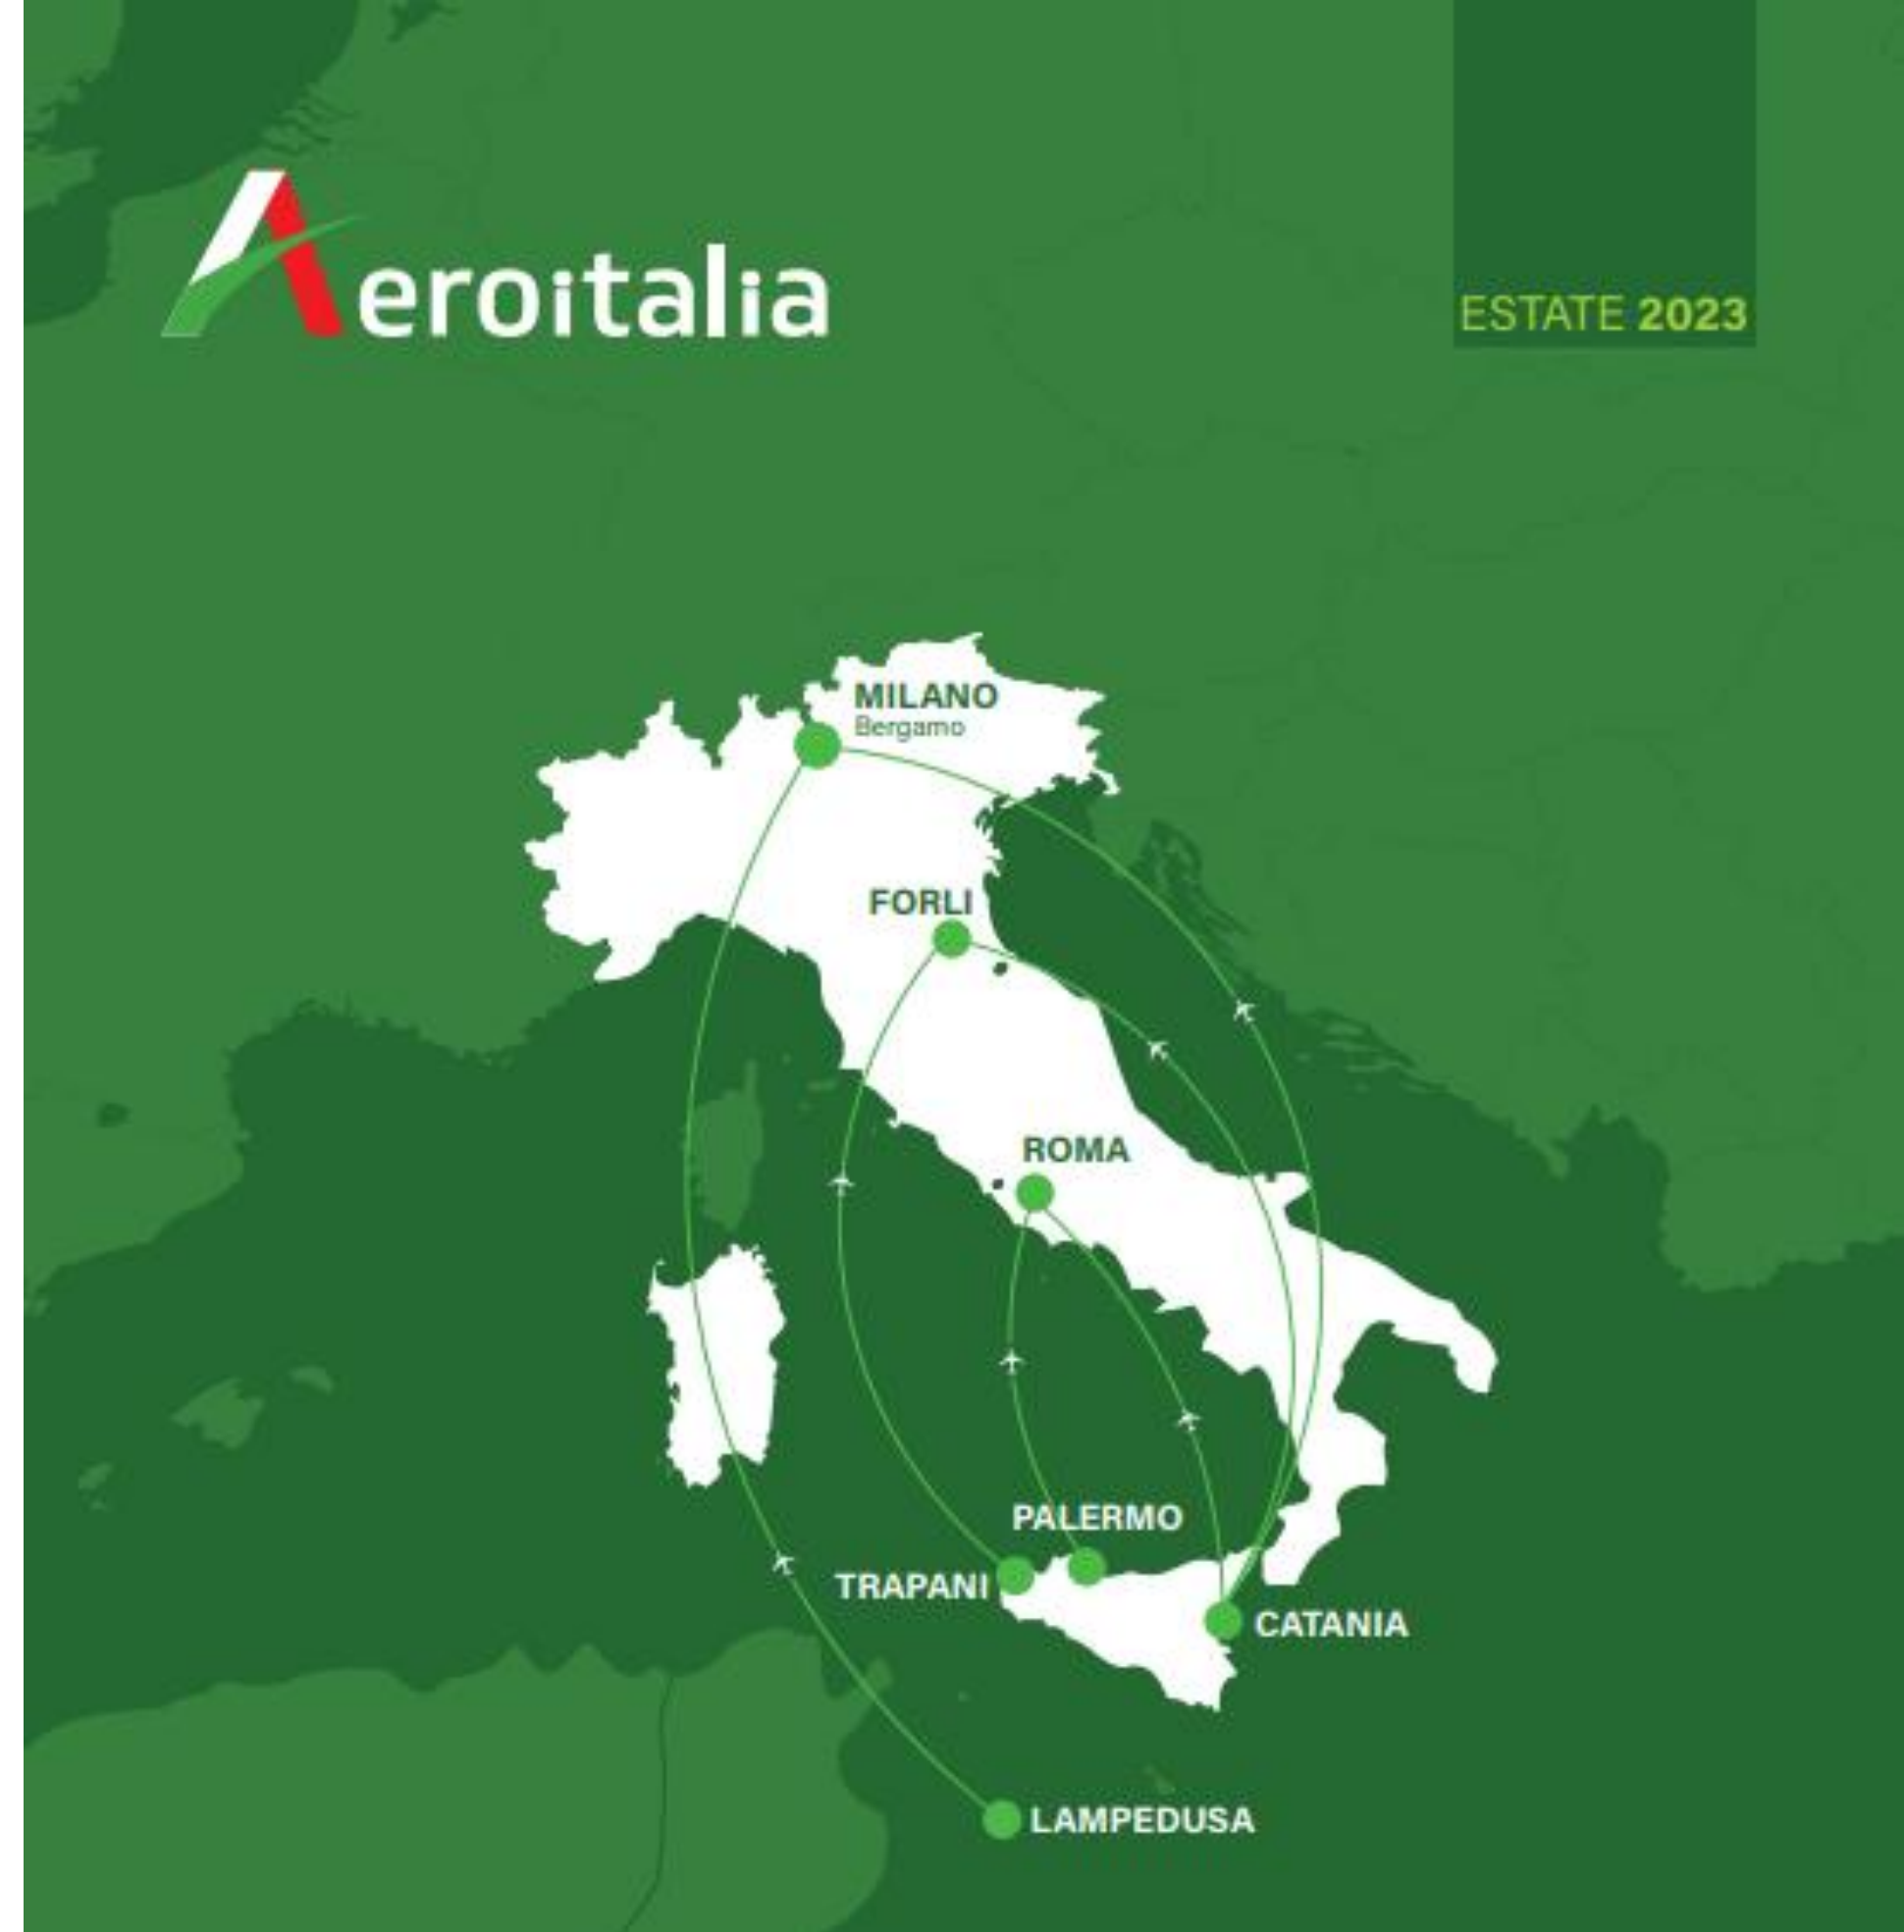 Aeroitalia
ESTATE 2023
MILANO
Bergamo
FORLI
ROMA
PALERMO
TRAPANI
CATANIA
LAMPEDUSA